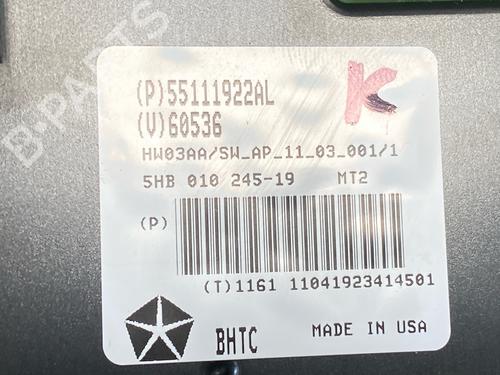 (P)55111922AL
K
(V)60536
HW03AA/SW_AP_11_03_001/1
5HB 010 245-19 MT2
(P)
(T)1161 11041923414501
BHTC MADE IN USA
B-PARTS